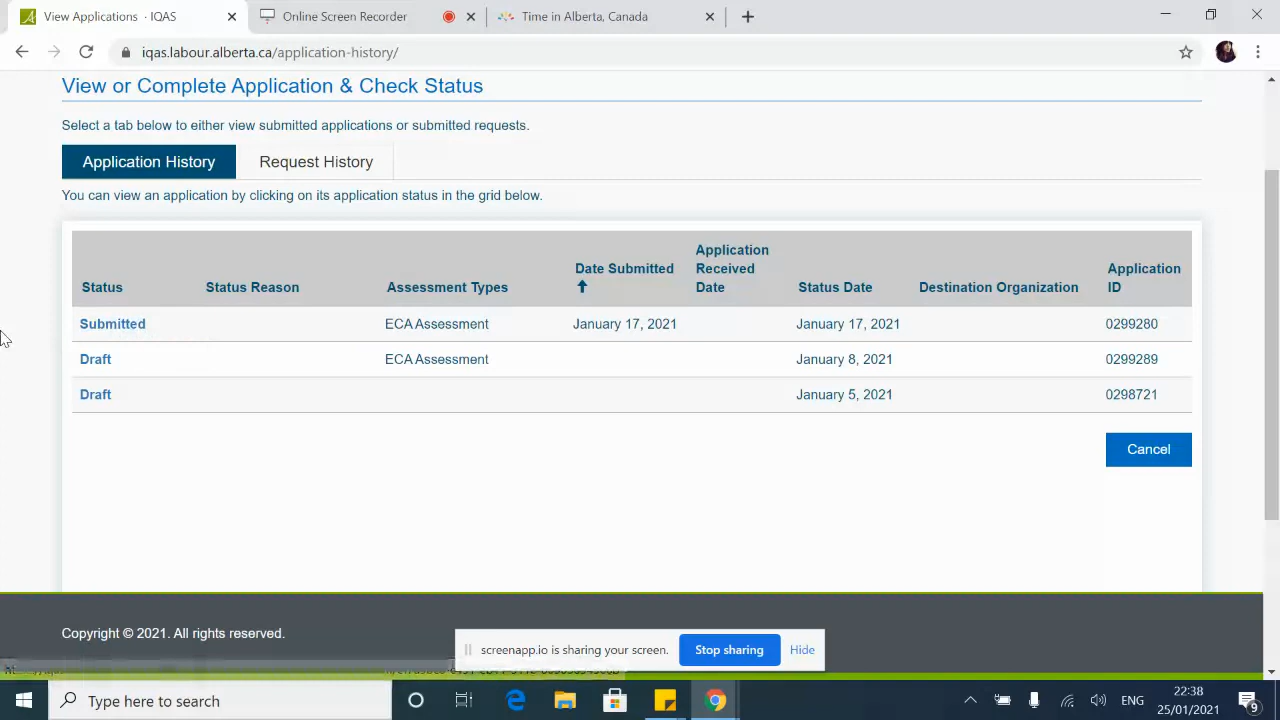 View Applications · IQAS
Online Screen Recorder
Time in Alberta, Canada
iqas.labour.alberta.ca/application-history/
View or Complete Application & Check Status
Select a tab below to either view submitted applications or submitted requests.
Application History Request History
You can view an application by clicking on its application status in the grid below.
Status Status Reason Assessment Types Date Submitted Application Received Date Status Date Destination Organization Application ID
Submitted ECA Assessment January 17, 2021 January 17, 2021 0299280
Draft ECA Assessment January 8, 2021 0299289
Draft January 5, 2021 0298721
Cancel
Copyright © 2021. All rights reserved.
screenapp.io is sharing your screen. Stop sharing Hide
Type here to search
ENG
22:38
25/01/2021
9